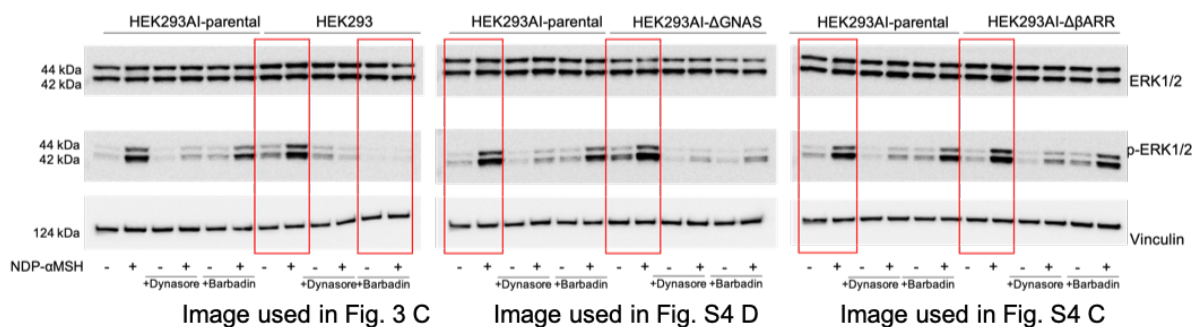 HEK293AI-parental HEK293 HEK293AI-parental HEK293AI-ΔGNAS HEK293AI-parental HEK293AI-ΔβARR
44 kDa
42 kDa
ERK1/2
44 kDa
42 kDa
p-ERK1/2
124 kDa
Vinculin
NDP-αMSH - + - + - + - + - + - + - + - + - + - + - + - + - + - + - + - + - + - +
+Dynasore +Barbadin +Dynasore+Barbadin +Dynasore +Barbadin +Dynasore +Barbadin +Dynasore +Barbadin +Dynasore +Barbadin
Image used in Fig. 3 C Image used in Fig. S4 D Image used in Fig. S4 C